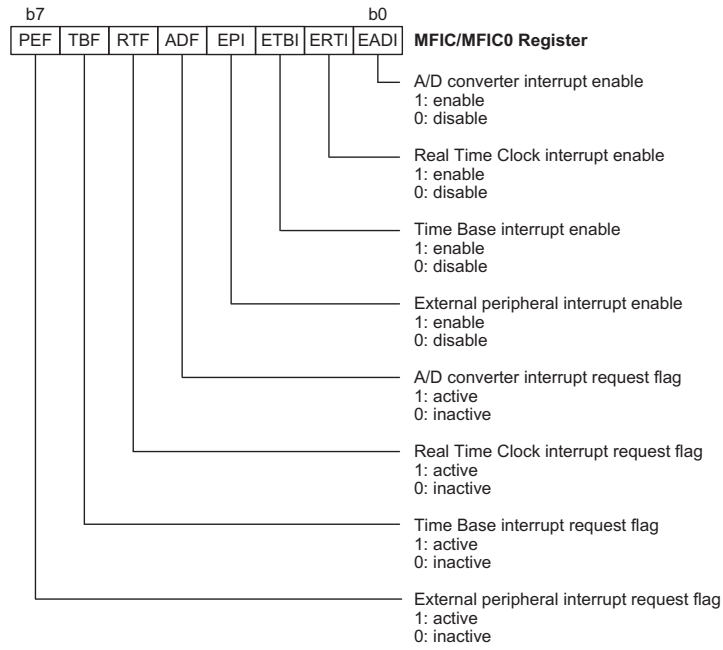 b7 b0
PEF TBF RTF ADF EPI ETBI ERTI EADI MFIC/MFIC0 Register
A/D converter interrupt enable
1: enable
0: disable
Real Time Clock interrupt enable
1: enable
0: disable
Time Base interrupt enable
1: enable
0: disable
External peripheral interrupt enable
1: enable
0: disable
A/D converter interrupt request flag
1: active
0: inactive
Real Time Clock interrupt request flag
1: active
0: inactive
Time Base interrupt request flag
1: active
0: inactive
External peripheral interrupt request flag
1: active
0: inactive